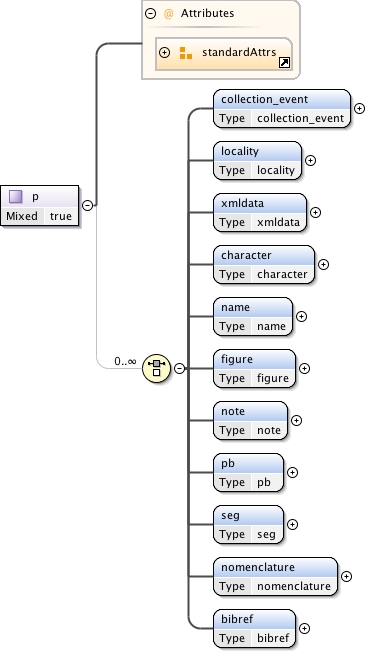 @ Attributes
standardAttrs
collection_event
Type collection_event
locality
Type locality
xmldata
Type xmldata
p
Mixed true
character
Type character
name
Type name
0..∞
figure
Type figure
note
Type note
pb
Type pb
seg
Type seg
nomenclature
Type nomenclature
bibref
Type bibref